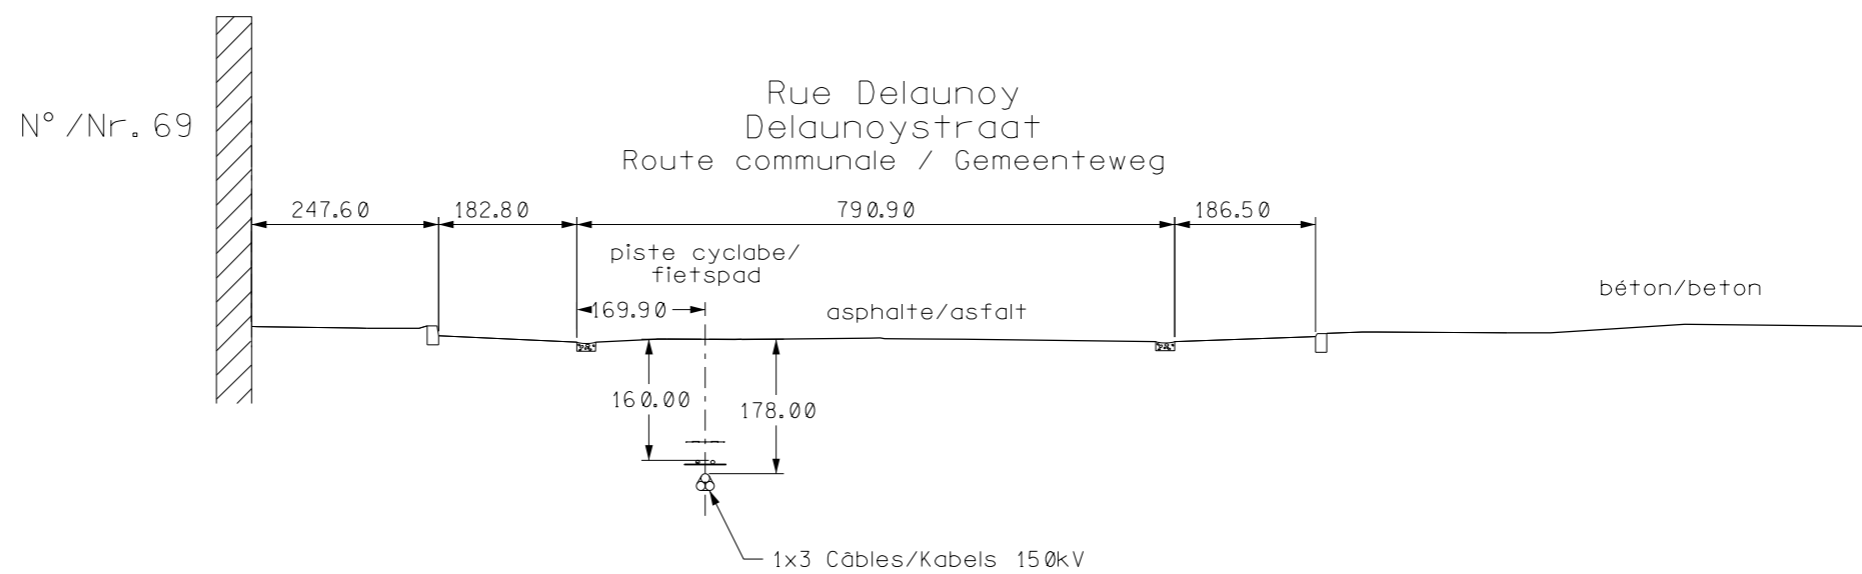 Rue Delaunoy
N°/Nr. 69
Delaunoystraat
Route communale / Gemeenteweg
247.60 182.80 790.90 186.50
piste cyclabe/
fietspad
béton/beton
169.90 asphalte/asfalt
160.00 178.00
1x3 Câbles/Kabels 150kV